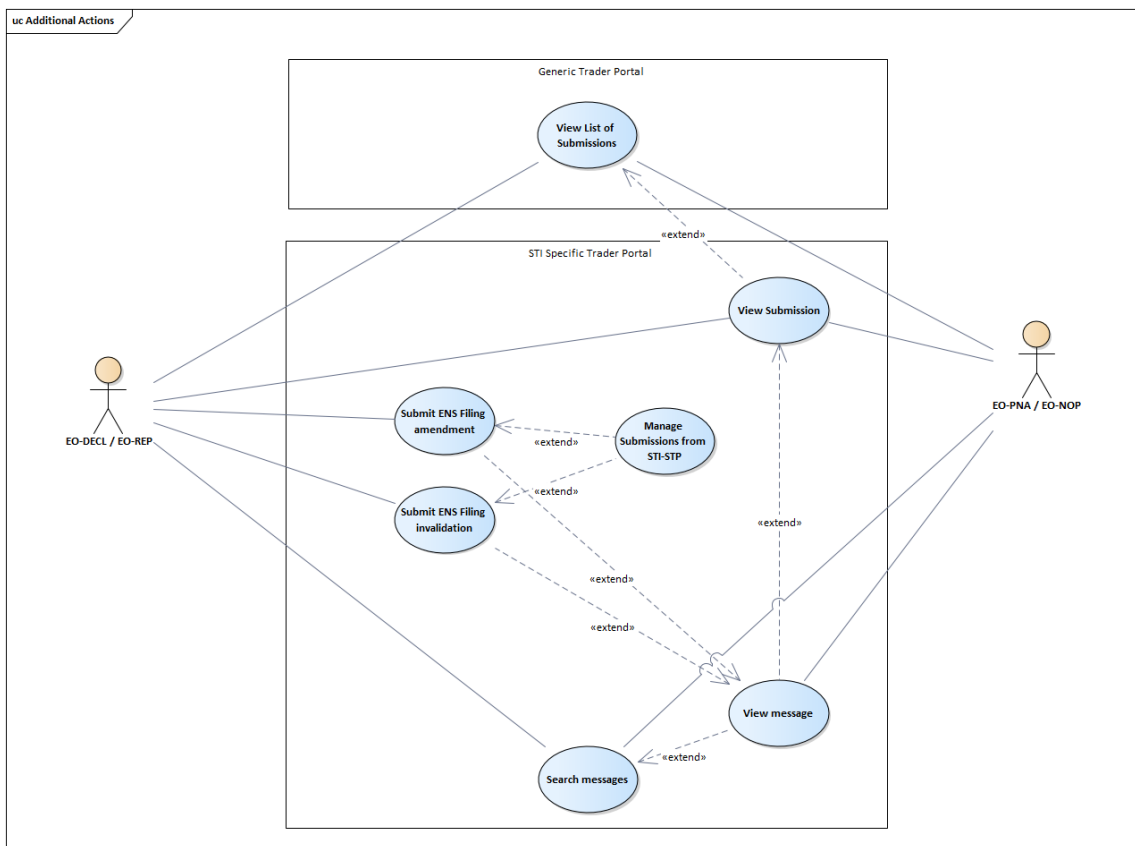 uc Additional Actions
Generic Trader Portal
View List of
Submissions
«extend»
STI Specific Trader Portal
View Submission
EO-DECL / EO-REP
EO-PNA / EO-NOP
Submit ENS Filing
amendment
«extend»
Manage
Submissions from
STI-STP
«extend»
Submit ENS Filing
invalidation
«extend»
«extend»
«extend»
View message
«extend»
Search messages